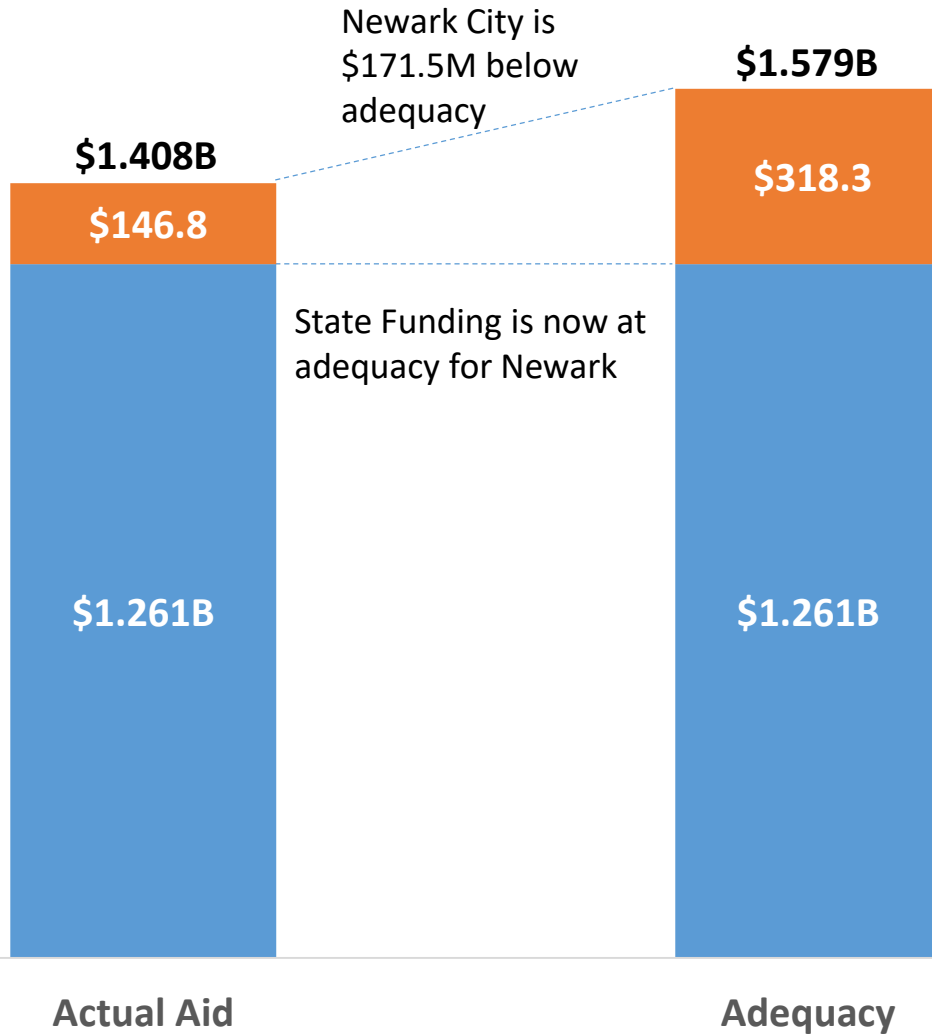 Newark City is
$171.5M below
adequacy
$1.579B
$1.408B
$318.3
$146.8
State Funding is now at
adequacy for Newark
$1.261B
$1.261B
Actual Aid
Adequacy